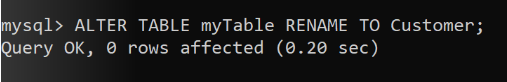 mysql> ALTER TABLE myTable RENAME TO Customer;
Query OK, 0 rows affected (0.20 sec)